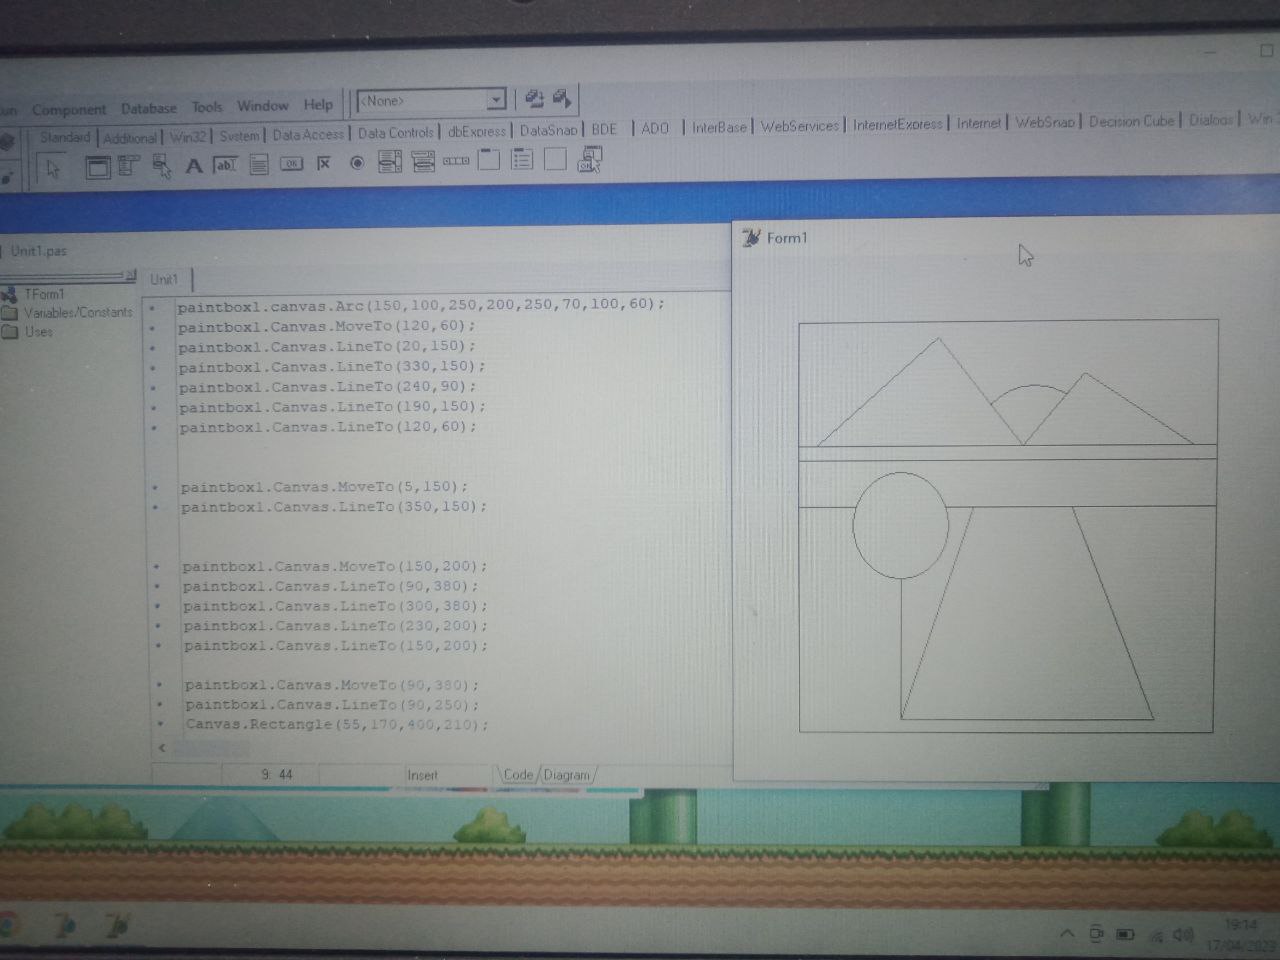 Component Database Tools Window Help <None>
Standard Additional Win32 System Data Access Data Controls dbExpress DataSnap BDE ADO InterBase WebServices InternetExpress Internet WebSnap Decision Cube Dialogs Win
A ab OK
Unit1.pas
Form1
Unit1
TForm1
Variables/Constants
Uses
paintbox1.canvas.Arc(150,100,250,200,250,70,100,60);
paintbox1.Canvas.MoveTo(120,60);
paintbox1.Canvas.LineTo(20,150);
paintbox1.Canvas.LineTo(330,150);
paintbox1.Canvas.LineTo(240,90);
paintbox1.Canvas.LineTo(190,150);
paintbox1.Canvas.LineTo(120,60);
paintbox1.Canvas.MoveTo(5,150);
paintbox1.Canvas.LineTo(350,150);
paintbox1.Canvas.MoveTo(150,200);
paintbox1.Canvas.LineTo(90,380);
paintbox1.Canvas.LineTo(300,380);
paintbox1.Canvas.LineTo(230,200);
paintbox1.Canvas.LineTo(150,200);
paintbox1.Canvas.MoveTo(90,380);
paintbox1.Canvas.LineTo(90,250);
Canvas.Rectangle(55,170,400,210);
9: 44 Insert Code Diagram
19:14
17/04/2023